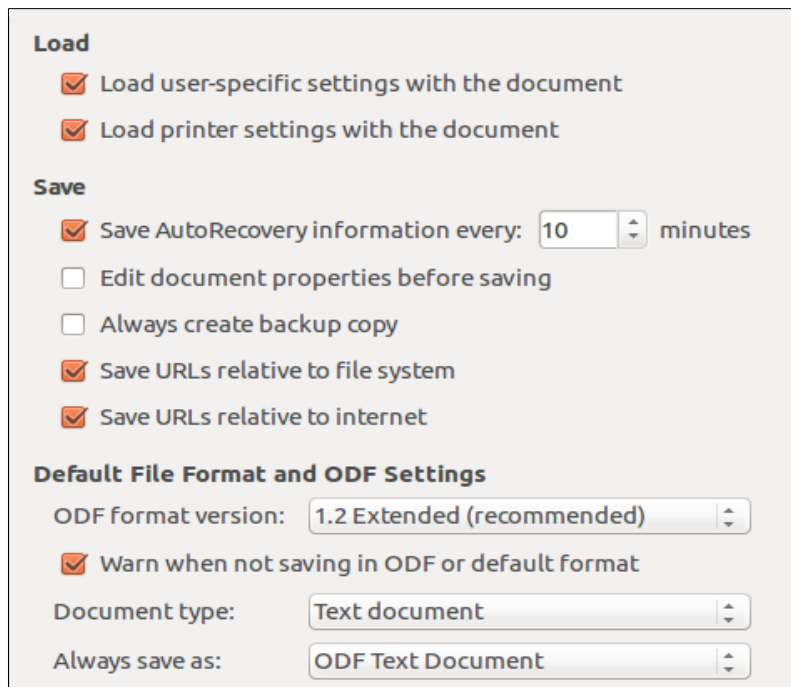 Load
Load user-specific settings with the document
Load printer settings with the document
Save
Save AutoRecovery information every: 10 minutes
Edit document properties before saving
Always create backup copy
Save URLs relative to file system
Save URLs relative to internet
Default File Format and ODF Settings
ODF format version: 1.2 Extended (recommended)
Warn when not saving in ODF or default format
Document type: Text document
Always save as: ODF Text Document